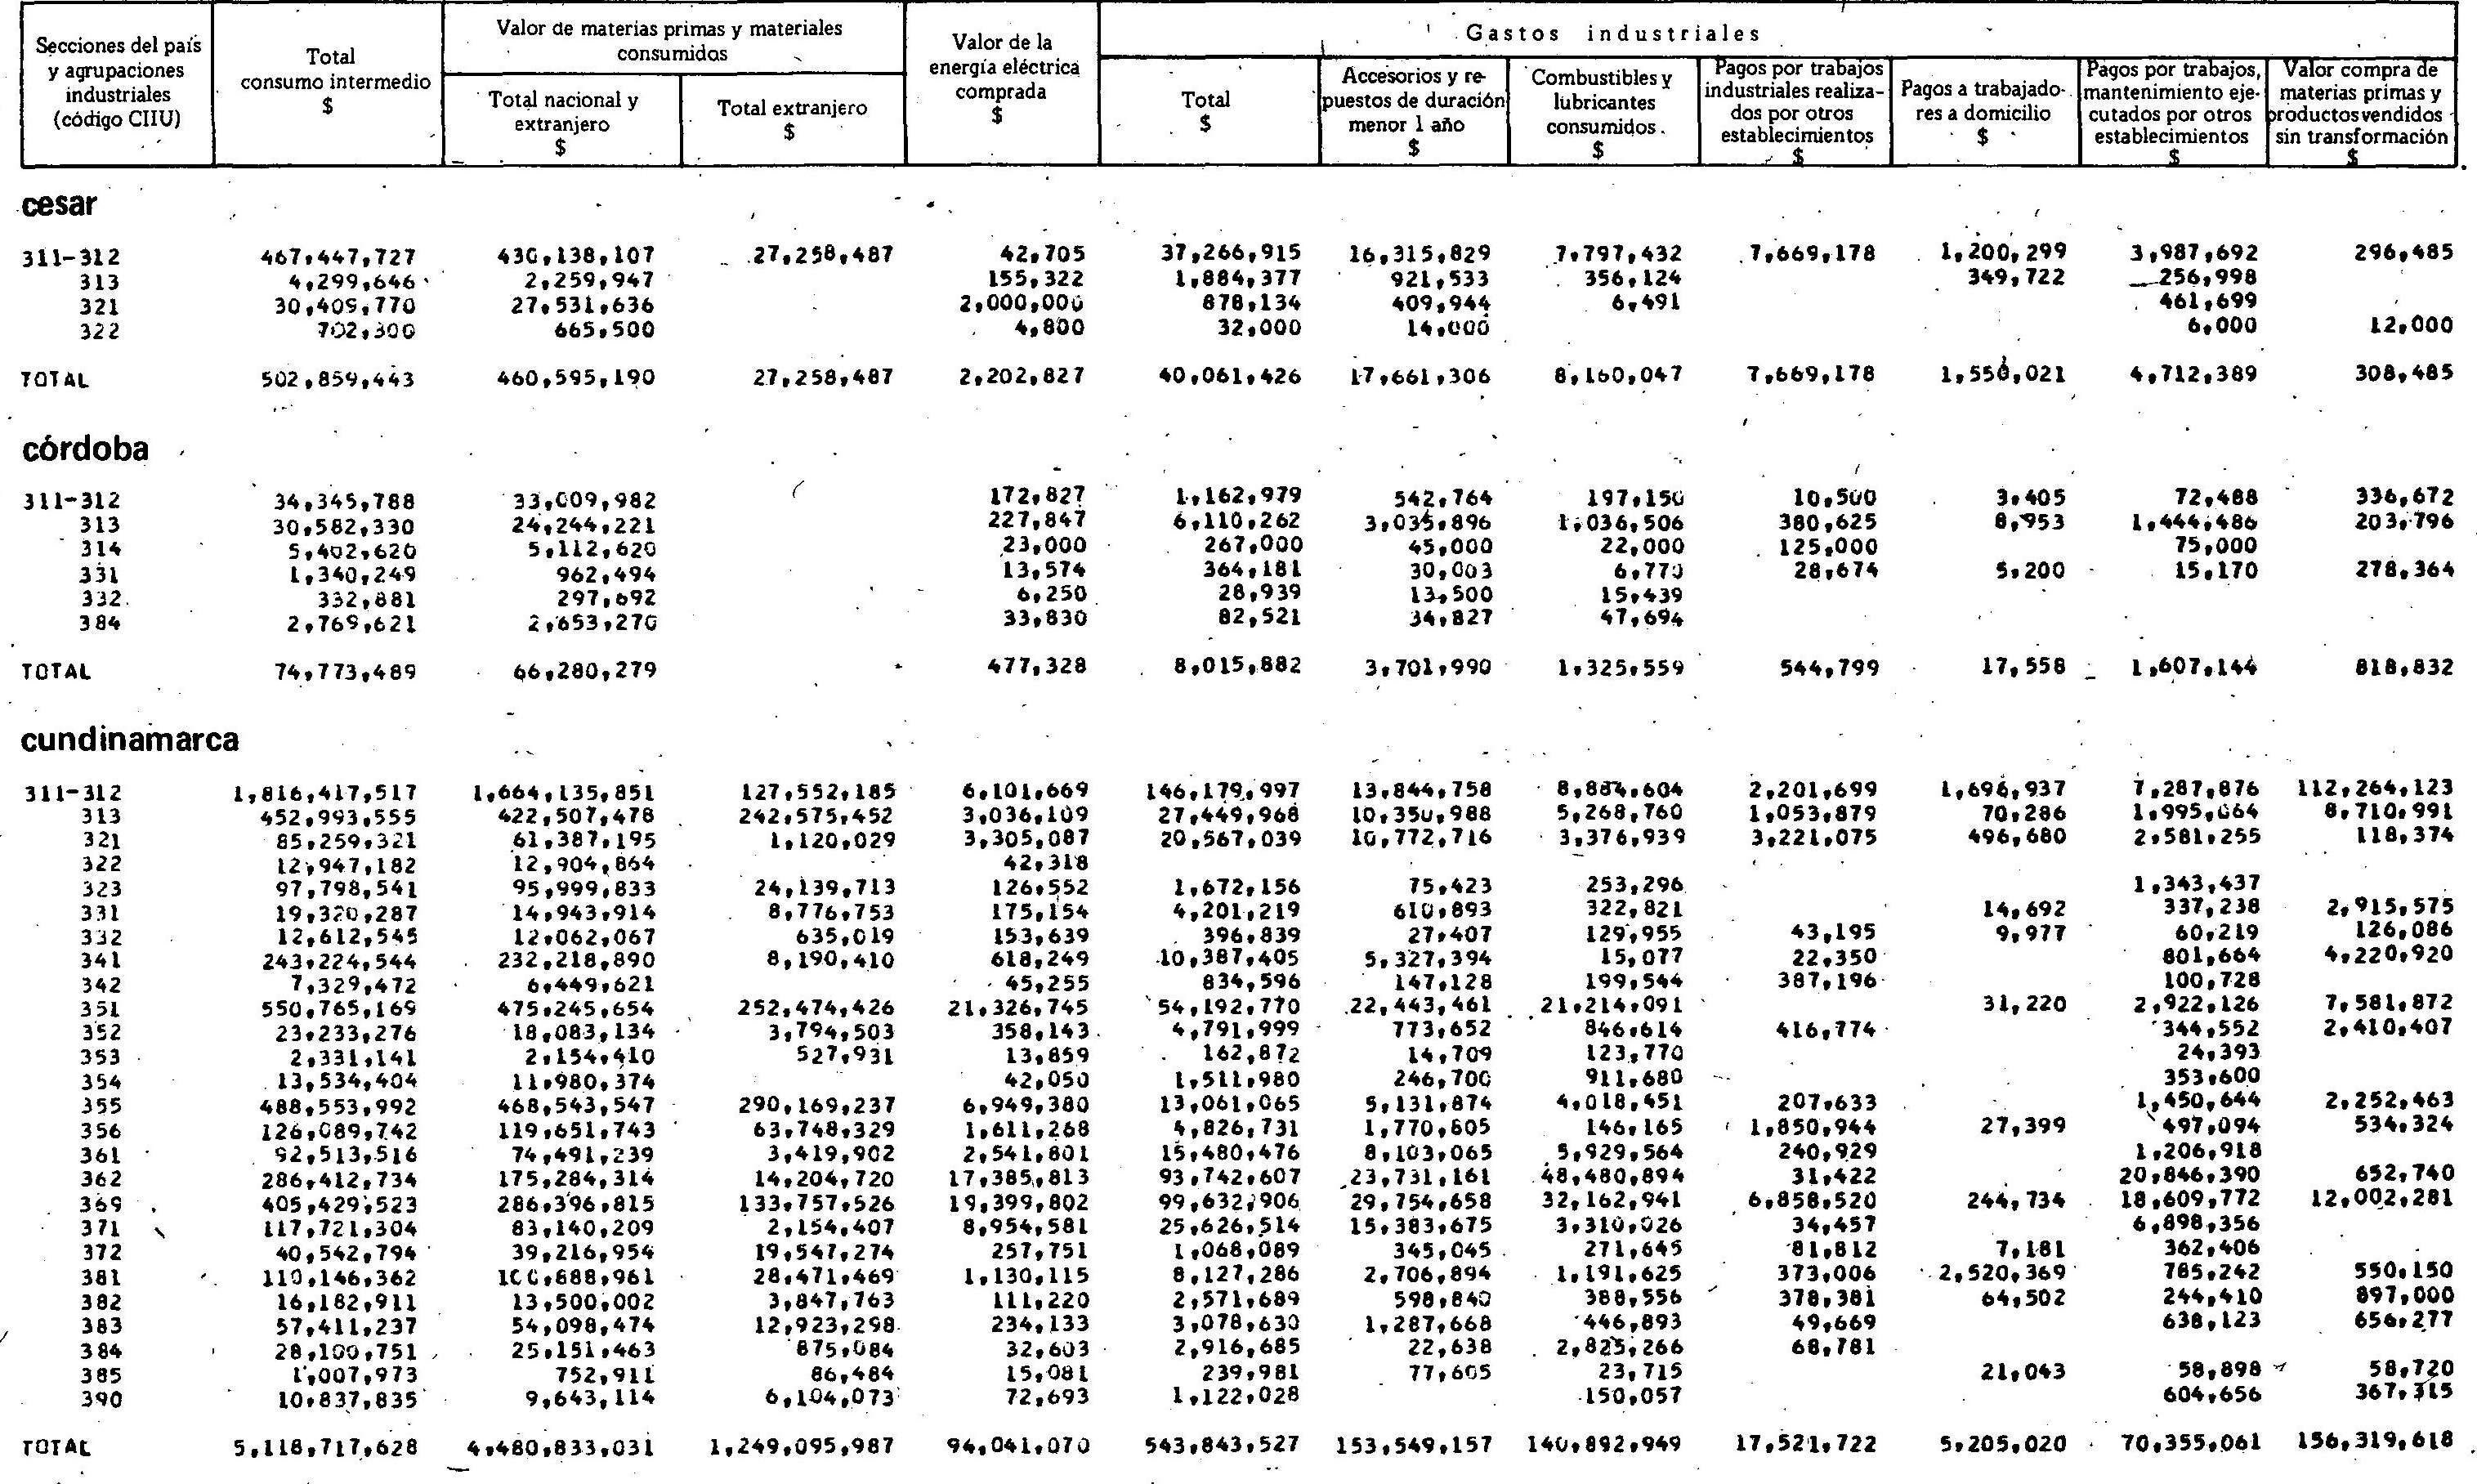 Secciones del país y agrupaciones industriales (código CIIU)
Total consumo intermedio $
Valor de materias primas y materiales consumidos
Total nacional y extranjero $
Total extranjero $
Valor de la energía eléctrica comprada $
Gastos industriales
Total $
Accesorios y repuestos de duración menor 1 año $
Combustibles y lubricantes consumidos. $
Pagos por trabajos industriales realizados por otros establecimientos $
Pagos a trabajadores a domicilio $
Pagos por trabajos, mantenimiento ejecutados por otros establecimientos $
Valor compra de materias primas y productos vendidos sin transformación $
cesar
311-312 467,447,727 430,138,107 27,258,487 42,705 37,266,915 16,315,829 7,797,432 7,669,178 1,200,299 3,987,692 296,485
313 4,299,646 2,259,947 155,322 1,884,377 921,533 356,124 349,722 256,998
321 30,409,770 27,531,636 2,000,000 878,134 409,944 6,491 461,699
322 702,300 665,500 4,800 32,000 14,000 6,000 12,000
TOTAL 502,859,443 460,595,190 27,258,487 2,202,827 40,061,426 17,661,306 8,160,047 7,669,178 1,550,021 4,712,389 308,485
córdoba
311-312 34,345,788 33,009,982 172,827 1,162,979 542,764 197,150 10,500 3,405 72,488 336,672
313 30,582,330 24,244,221 227,847 6,110,262 3,035,896 1,036,506 380,625 8,953 1,444,486 203,796
314 5,402,620 5,112,620 23,000 267,000 45,000 22,000 125,000 75,000
331 1,340,249 962,494 13,574 364,181 30,003 6,770 28,674 5,200 15,170 278,364
332 332,881 297,692 6,250 28,939 13,500 15,439
384 2,769,621 2,653,270 33,830 82,521 34,827 47,694
TOTAL 74,773,489 66,280,279 477,328 8,015,882 3,701,990 1,325,559 544,799 17,558 1,607,144 818,832
cundinamarca
311-312 1,816,417,517 1,664,135,851 127,552,185 6,101,669 146,179,997 13,844,758 8,884,604 2,201,699 1,696,937 7,287,876 112,264,123
313 452,993,555 422,507,478 242,575,452 3,036,109 27,449,968 10,350,988 5,268,760 1,053,879 70,286 1,995,064 8,710,991
321 85,259,321 61,387,195 1,120,029 3,305,087 20,567,039 10,772,716 3,376,939 3,221,075 496,680 2,581,255 118,374
322 12,947,182 12,904,864 42,318
323 97,798,541 95,999,833 24,139,713 126,552 1,672,156 75,423 253,296 1,343,437
331 19,320,287 14,943,914 8,776,753 175,154 4,201,219 610,893 322,821 14,692 337,238 2,915,575
332 12,612,545 12,062,067 635,019 153,639 396,839 27,407 129,955 43,195 9,977 60,219 126,086
341 243,224,544 232,218,890 8,190,410 618,249 10,387,405 5,327,394 15,077 22,350 801,664 4,220,920
342 7,329,472 6,449,621 45,255 834,596 147,128 199,544 387,196 100,728
351 550,765,169 475,245,654 252,474,426 21,326,745 54,192,770 22,443,461 21,214,091 31,220 2,922,126 7,581,872
352 23,233,276 18,083,134 3,794,503 358,143 4,791,999 773,652 846,614 416,774 344,552 2,410,407
353 2,331,141 2,154,410 527,931 13,859 162,872 14,709 123,770 24,393
354 13,534,404 11,980,374 42,050 1,511,980 246,700 911,680 353,600
355 488,553,992 468,543,547 290,169,237 6,949,380 13,061,065 5,131,874 4,018,451 207,633 1,450,644 2,252,463
356 126,089,742 119,651,743 63,748,329 1,611,268 4,826,731 1,770,805 146,165 1,850,944 27,399 497,094 534,324
361 92,513,516 74,491,239 3,419,902 2,541,801 15,480,476 8,103,065 5,929,564 240,929 1,206,918
362 286,412,734 175,284,314 14,204,720 17,385,813 93,742,607 23,731,161 48,480,894 31,422 20,846,390 652,740
369 405,429,523 286,396,815 133,757,526 19,399,802 99,632,906 29,754,658 32,162,941 6,858,520 244,734 18,609,772 12,002,281
371 117,721,304 83,140,209 2,154,407 8,954,581 25,626,514 15,383,675 3,310,026 34,457 6,898,356
372 40,542,794 39,216,954 19,547,274 257,751 1,068,089 345,045 271,645 81,812 7,181 362,406
381 110,146,362 100,888,961 28,471,469 1,130,115 8,127,286 2,706,894 1,191,625 373,006 2,520,369 785,242 550,150
382 16,182,911 13,500,002 3,847,763 111,220 2,571,689 598,840 388,556 378,381 64,502 244,410 897,000
383 57,411,237 54,098,474 12,923,298 234,133 3,078,630 1,287,668 446,893 49,669 638,123 656,277
384 28,100,751 25,151,463 875,084 32,603 2,916,685 22,638 2,825,266 68,781
385 1,007,973 752,911 86,484 15,081 239,981 77,605 23,715 21,043 58,898 58,720
390 10,837,835 9,643,114 6,104,073 72,693 1,122,028 150,057 604,656 367,315
TOTAL 5,118,717,628 4,480,833,031 1,249,095,987 94,041,070 543,843,527 153,549,157 140,892,949 17,521,722 5,205,020 70,355,061 156,319,618